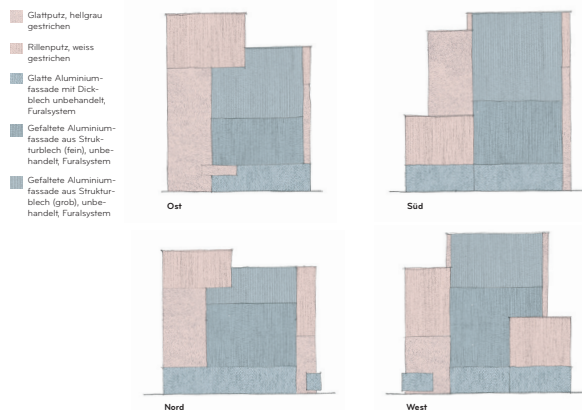 Glattputz, hellgrau
gestrichen
Rillenputz, weiss
gestrichen
Glatte Aluminium-
fassade mit Dick-
blech unbehandelt,
Furalsystem
Gefaltete Aluminium-
fassade aus Struk-
turblech (fein), unbe-
handelt, Furalsystem
Gefaltete Aluminium-
fassade aus Struktur-
blech (grob), unbe-
handelt, Furalsystem
Ost
Süd
Nord
West